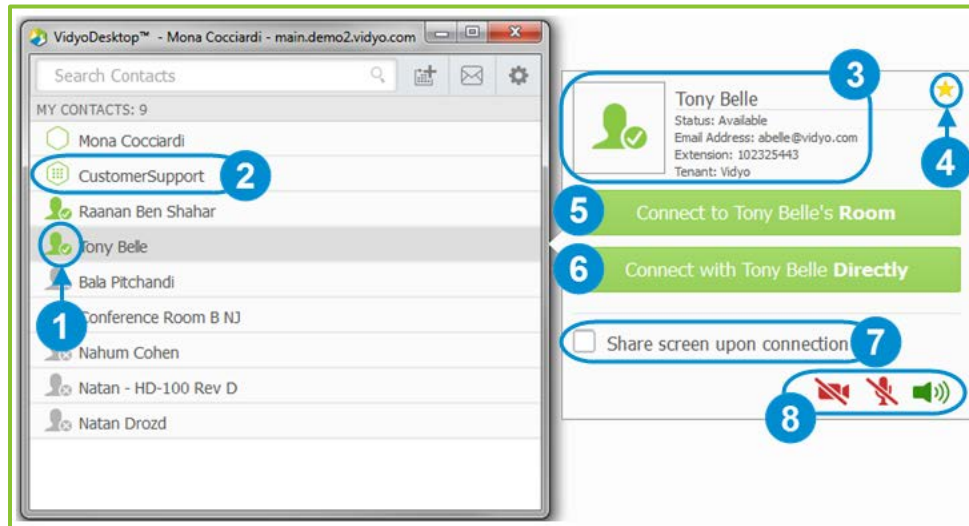 VidyoDesktop™ - Mona Cocciardi - main.demo2.vidyo.com
Search Contacts
MY CONTACTS: 9
Mona Cocciardi
CustomerSupport
2
Raanan Ben Shahar
Tony Belle
Bala Pitchandi
1
Conference Room B NJ
Nahum Cohen
Natan - HD-100 Rev D
Natan Drozd
3
Tony Belle
Status: Available
Email Address: abelle@vidyo.com
Extension: 102325443
Tenant: Vidyo
4
5
Connect to Tony Belle's Room
6
Connect with Tony Belle Directly
Share screen upon connection
7
8